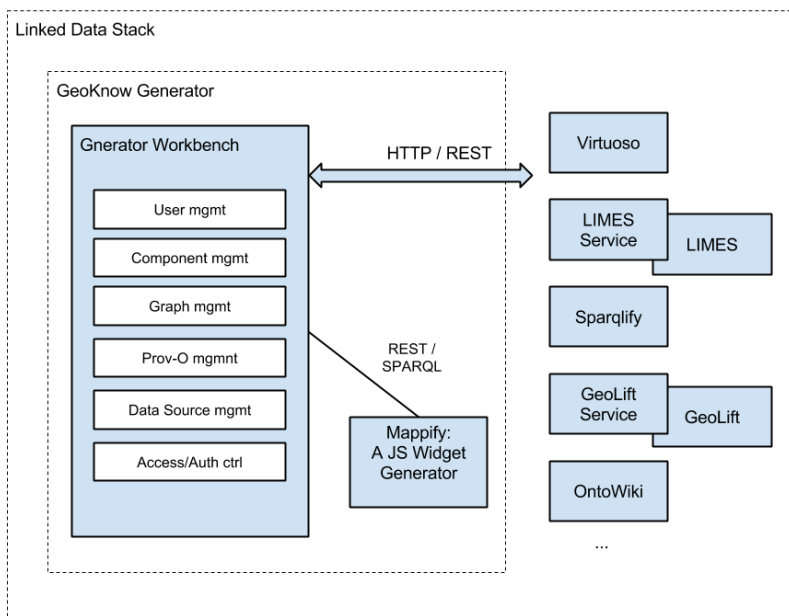 Linked Data Stack
GeoKnow Generator
Gnerator Workbench
User mgmt
Component mgmt
Graph mgmt
Prov-O mgmnt
Data Source mgmt
Access/Auth ctrl
HTTP / REST
REST /
SPARQL
Mappify:
A JS Widget
Generator
Virtuoso
LIMES
Service
LIMES
Sparqlify
GeoLift
Service
GeoLift
OntoWiki
...